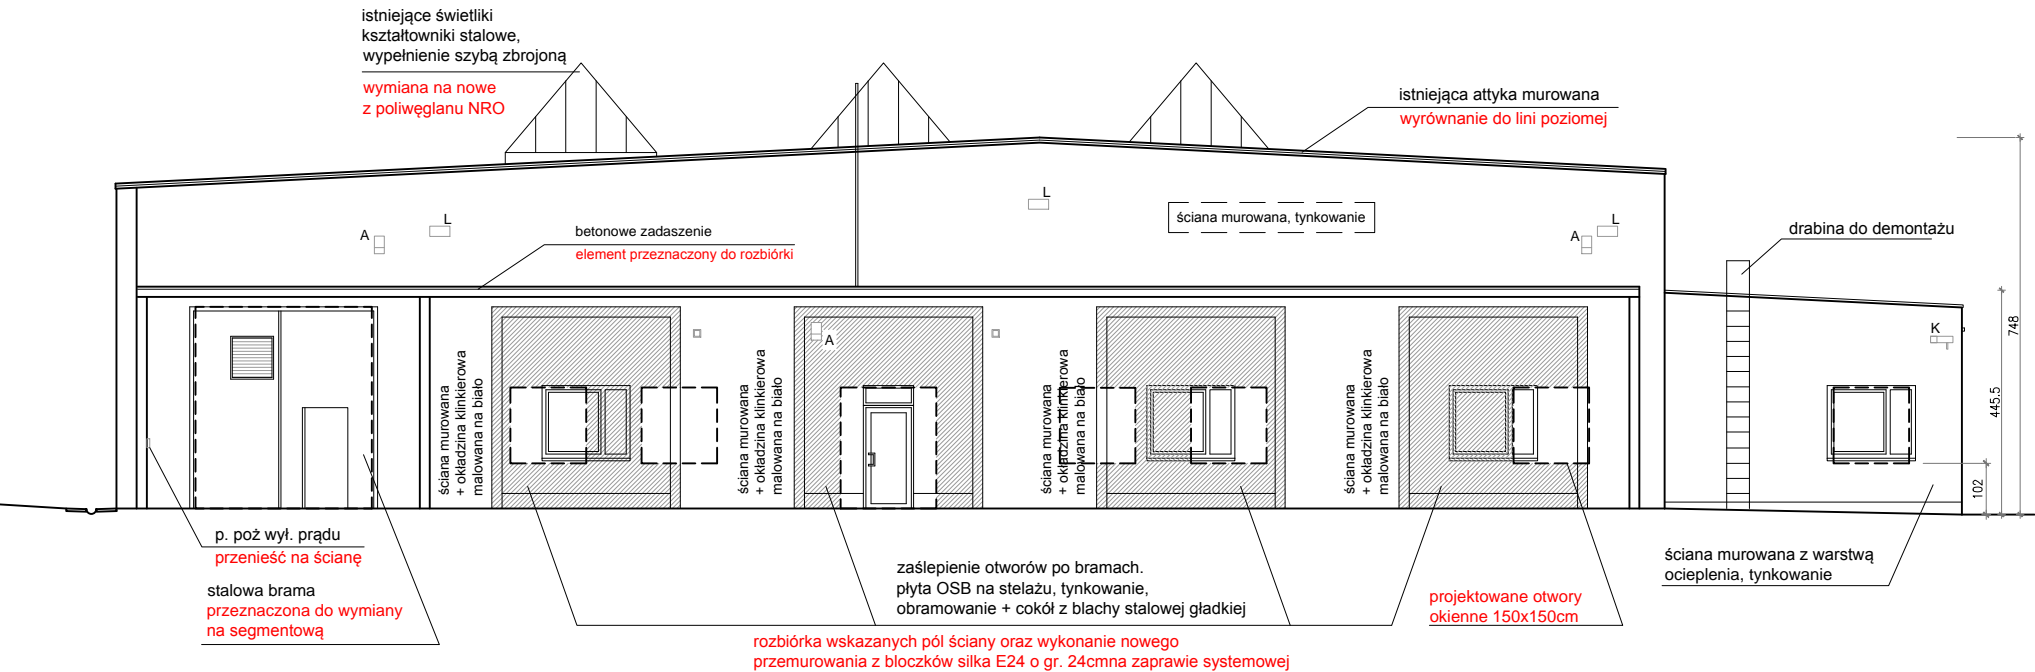 istniejące świetliki
kształtowniki stalowe,
wypełnienie szybą zbrojoną
wymiana na nowe
z poliwęglanu NRO
istniejąca attyka murowana
wyrównanie do lini poziomej
L
L
L
A
A
betonowe zadaszenie
element przeznaczony do rozbiórki
ściana murowana, tynkowanie
drabina do demontażu
748
K
A
ściana murowana
+ okładzina klinkierowa
malowana na biało
ściana murowana
+ okładzina klinkierowa
malowana na biało
ściana murowana
+ okładzina klinkierowa
malowana na biało
ściana murowana
+ okładzina klinkierowa
malowana na biało
445.5
102
p. poż wył. prądu
przenieść na ścianę
stalowa brama
przeznaczona do wymiany
na segmentową
zaślepienie otworów po bramach.
płyta OSB na stelażu, tynkowanie,
obramowanie + cokół z blachy stalowej gładkiej
rozbiórka wskazanych pól ściany oraz wykonanie nowego
przemurowania z bloczków silka E24 o gr. 24cmna zaprawie systemowej
projektowane otwory
okienne 150x150cm
ściana murowana z warstwą
ocieplenia, tynkowanie